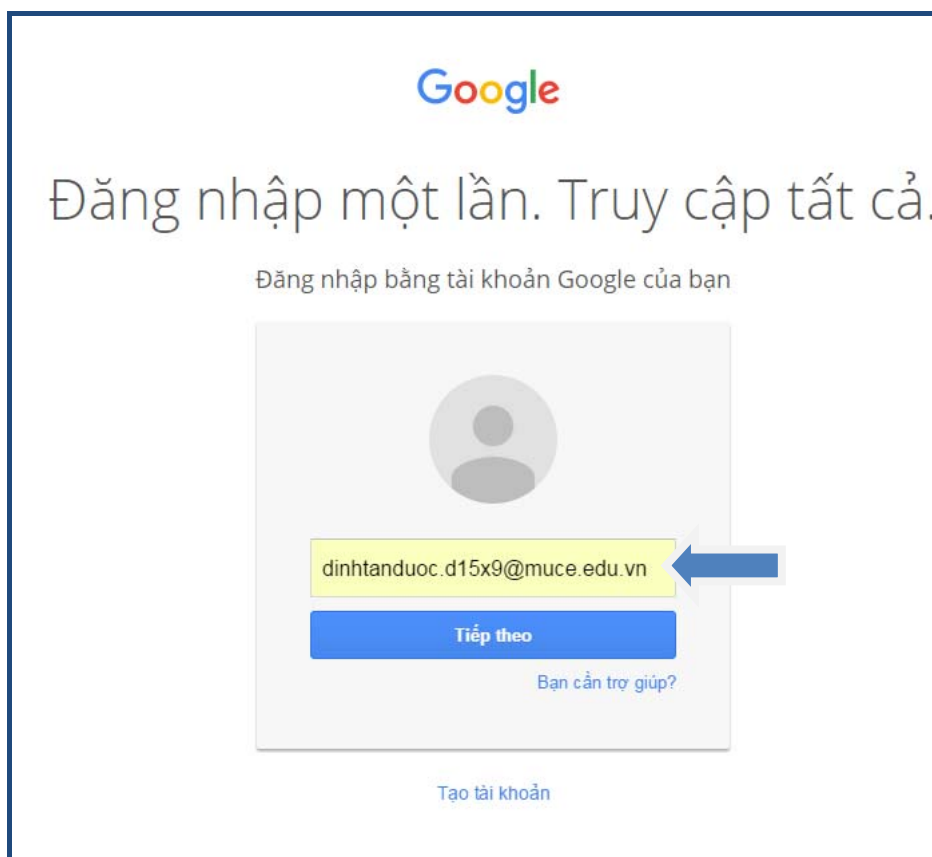 Google
Đăng nhập một lần. Truy cập tất cả.
Đăng nhập bằng tài khoản Google của bạn
dinhtanduoc.d15x9@muce.edu.vn
Tiếp theo
Bạn cần trợ giúp?
Tạo tài khoản